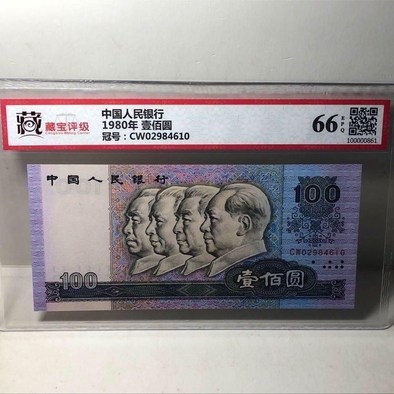 藏
藏宝评级
中国人民银行
1980年 壹佰圆
冠号：CW02984610
66 EPQ
100000861
中国人民银行
100
CW02984610
100
壹佰圆